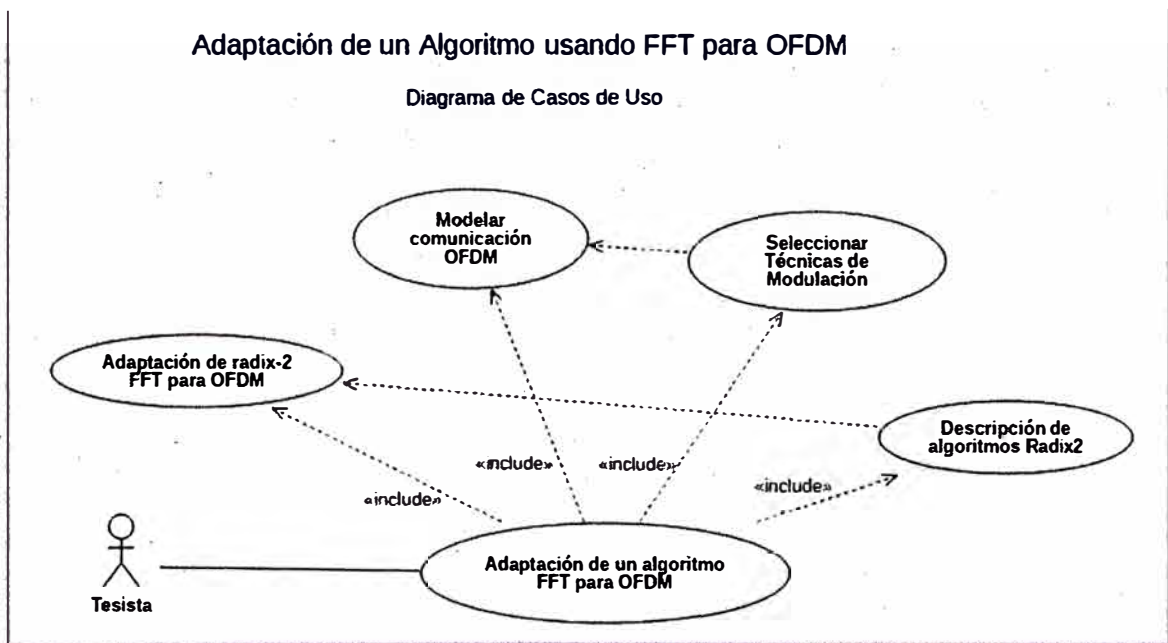 Adaptación de un Algoritmo usando FFT para OFDM
Diagrama de Casos de Uso
Modelar
comunicación
OFDM
Seleccionar
Técnicas de
Modulación
Adaptación de radix-2
FFT para OFDM
Descripción de
algoritmos Radix2
«include»
«include»
«include»
«include»
Adaptación de un algoritmo
FFT para OFDM
Tesista